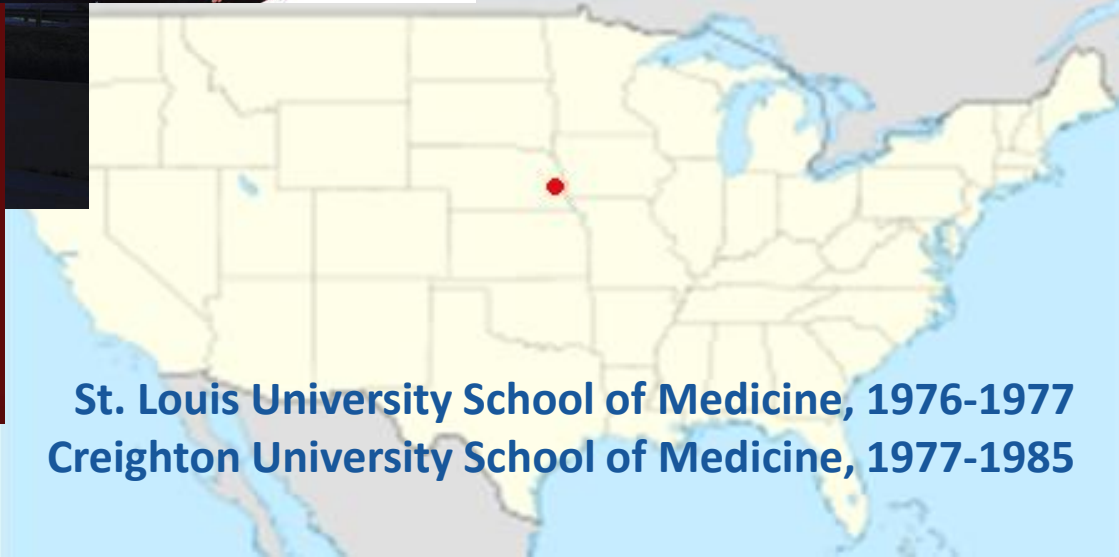 St. Louis University School of Medicine, 1976-1977
Creighton University School of Medicine, 1977-1985